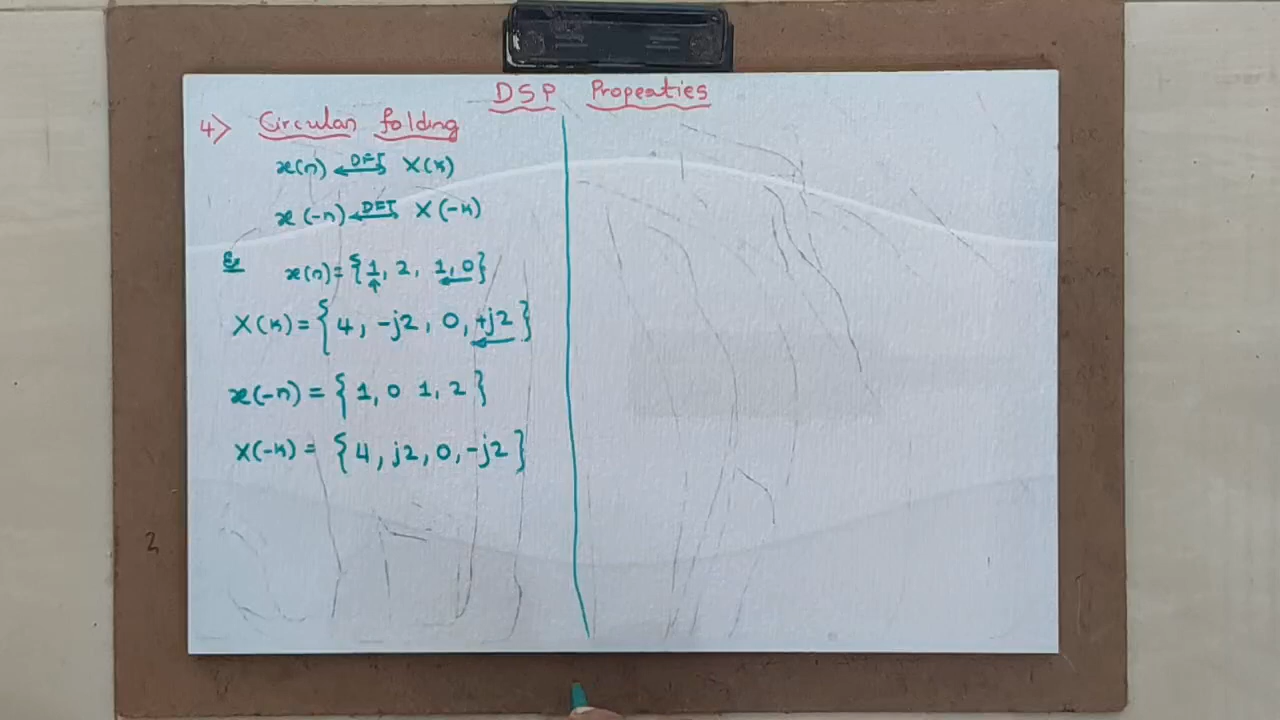 DSP Properties
4> Circular folding
x(n) <—DFT—> X(k)
x(-n) <—DFT—> X(-k)
Ex x(n) = {1, 2, 1, 0}
↑
X(k) = {4, -j2, 0, +j2}
x(-n) = {1, 0 1, 2}
X(-k) = {4, j2, 0, -j2}
2